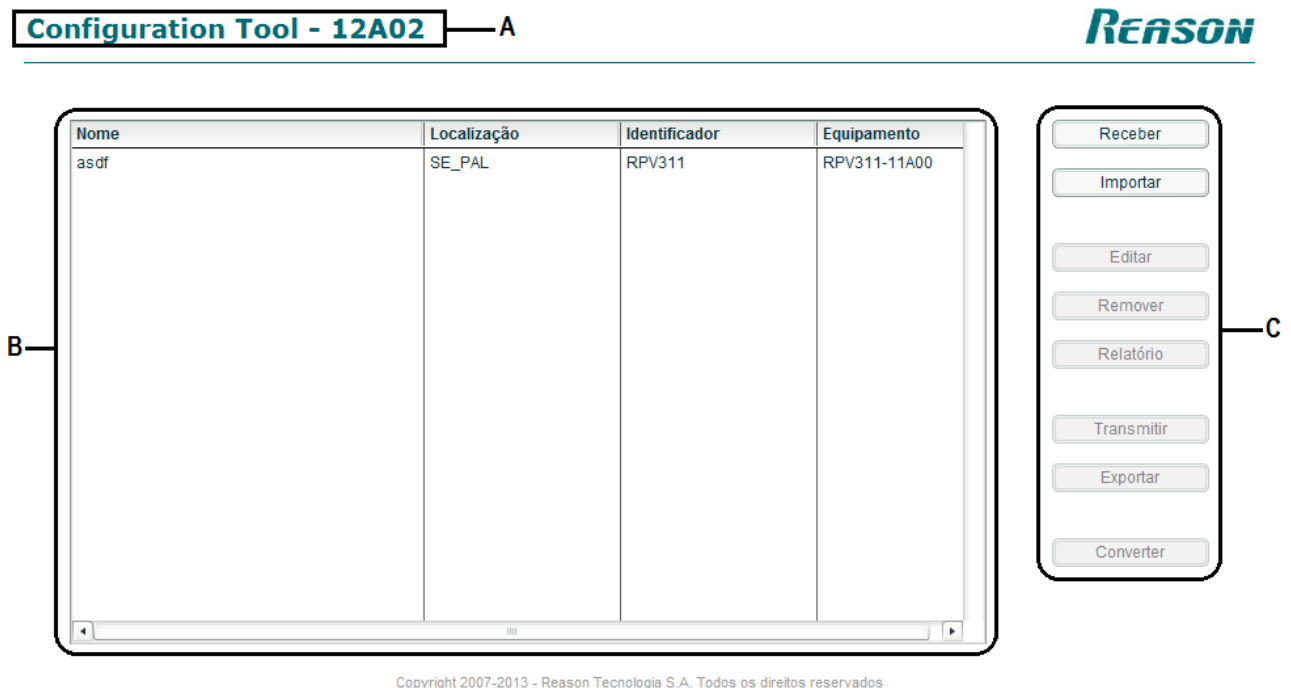 Configuration Tool - 12A02
A
REASON
Nome Localização Identificador Equipamento
asdf SE_PAL RPV311 RPV311-11A00
B
Receber
Importar
Editar
Remover
Relatório
Transmitir
Exportar
Converter
C
Copyright 2007-2013 - Reason Tecnologia S.A. Todos os direitos reservados